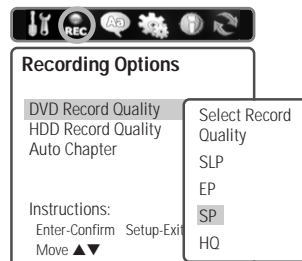 REC
Aa
i
Recording Options
DVD Record Quality
HDD Record Quality
Auto Chapter
Instructions:
Enter-Confirm Setup-Exit
Move ▲▼
Select Record
Quality
SLP
EP
SP
HQ